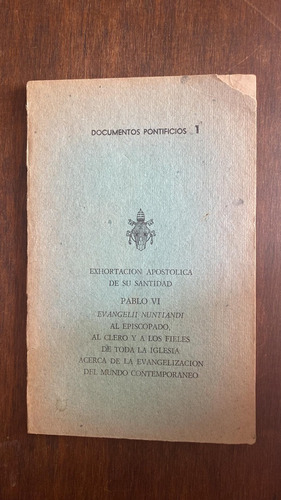 DOCUMENTOS PONTIFICIOS 1
EXHORTACION APOSTOLICA
DE SU SANTIDAD
PABLO VI
EVANGELII NUNTIANDI
AL EPISCOPADO,
AL CLERO Y A LOS FIELES
DE TODA LA IGLESIA
ACERCA DE LA EVANGELIZACION
DEL MUNDO CONTEMPORANEO